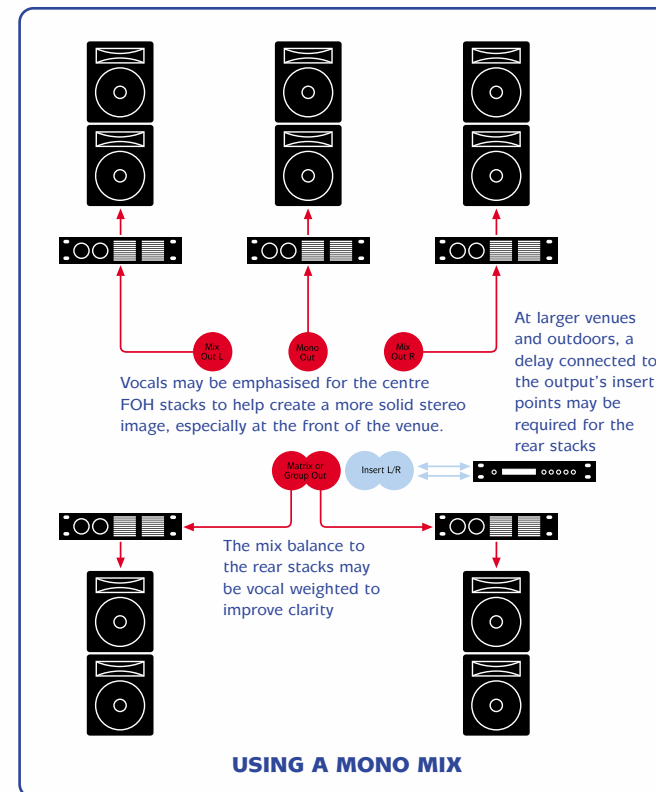 Mix
Out L
Mono
Out
Mix
Out R
At larger venues
and outdoors, a
delay connected to
the output's insert
points may be
required for the
rear stacks
Vocals may be emphasised for the centre
FOH stacks to help create a more solid stereo
image, especially at the front of the venue.
Matrix or
Group Out
Insert L/R
The mix balance to
the rear stacks may
be vocal weighted to
improve clarity
USING A MONO MIX